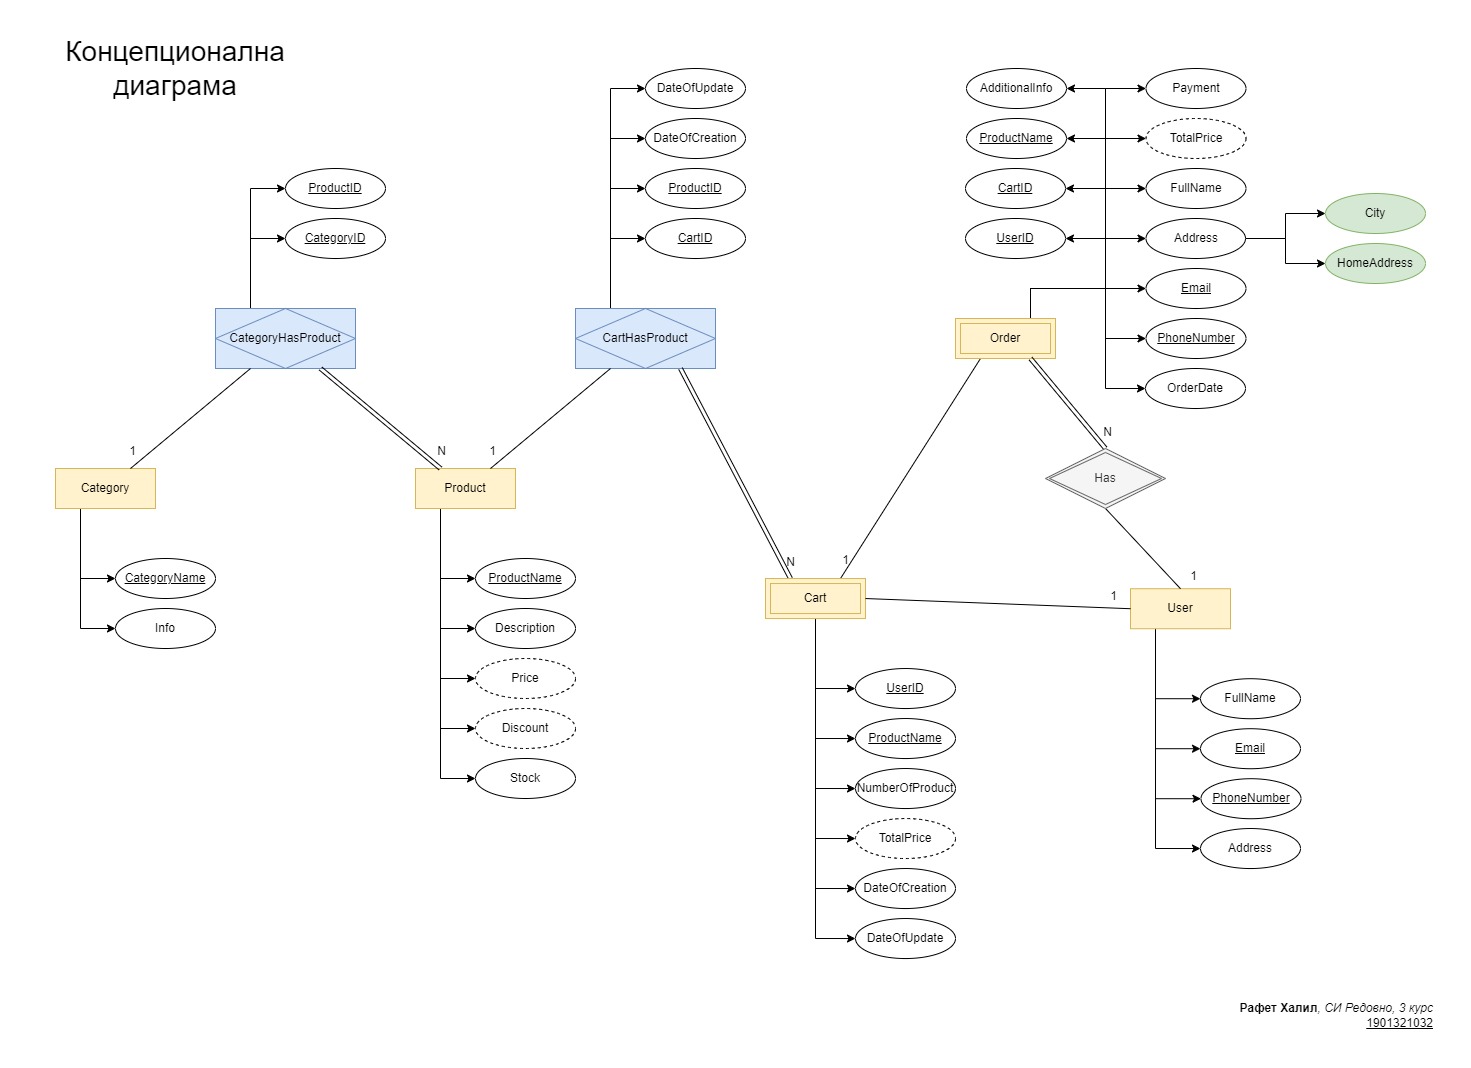 Концепционална
диаграма
DateOfUpdate
DateOfCreation
ProductID
CartID
ProductID
CategoryID
CategoryHasProduct
CartHasProduct
AdditionalInfo
Payment
ProductName
TotalPrice
CartID
FullName
UserID
Address
City
HomeAddress
Email
PhoneNumber
OrderDate
Order
N
Has
1
N
1
N
1
1
1
Category
Product
Cart
User
CategoryName
Info
ProductName
Description
Price
Discount
Stock
UserID
ProductName
NumberOfProduct
TotalPrice
DateOfCreation
DateOfUpdate
FullName
Email
PhoneNumber
Address
Рафет Халил, СИ Редовно, 3 курс
1901321032